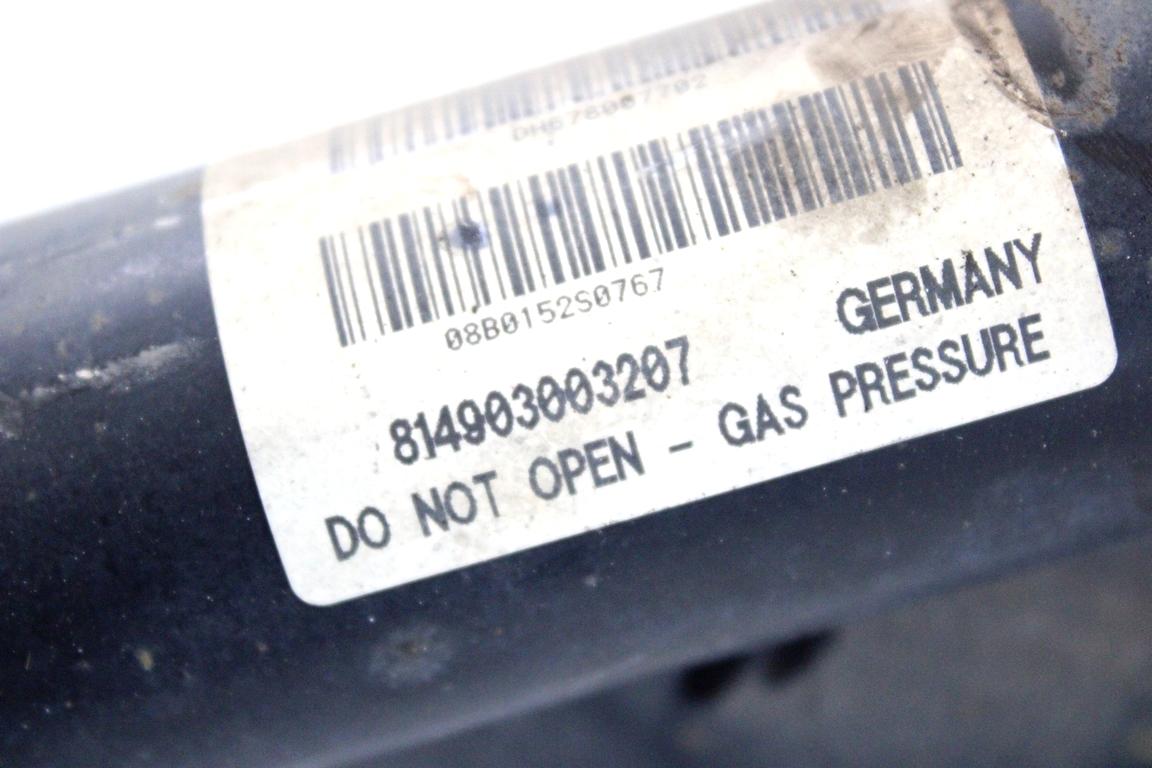 08B0152S0767
GERMANY
814903003207
DO NOT OPEN - GAS PRESSURE